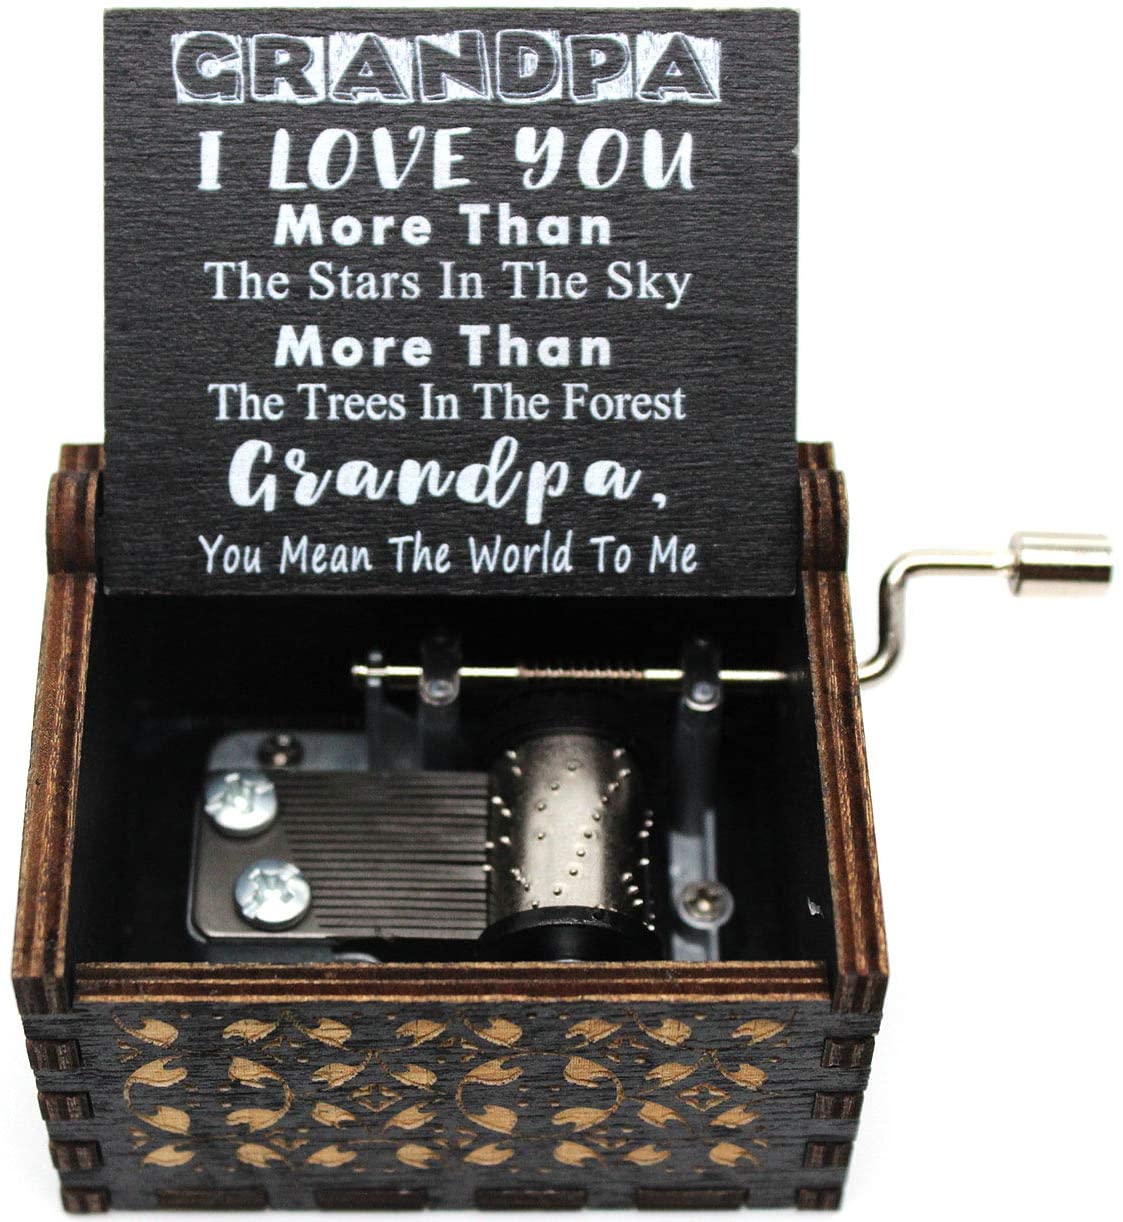 GRANDPA
I LOVE YOU
More Than
The Stars In The Sky
More Than
The Trees In The Forest
Grandpa,
You Mean The World To Me